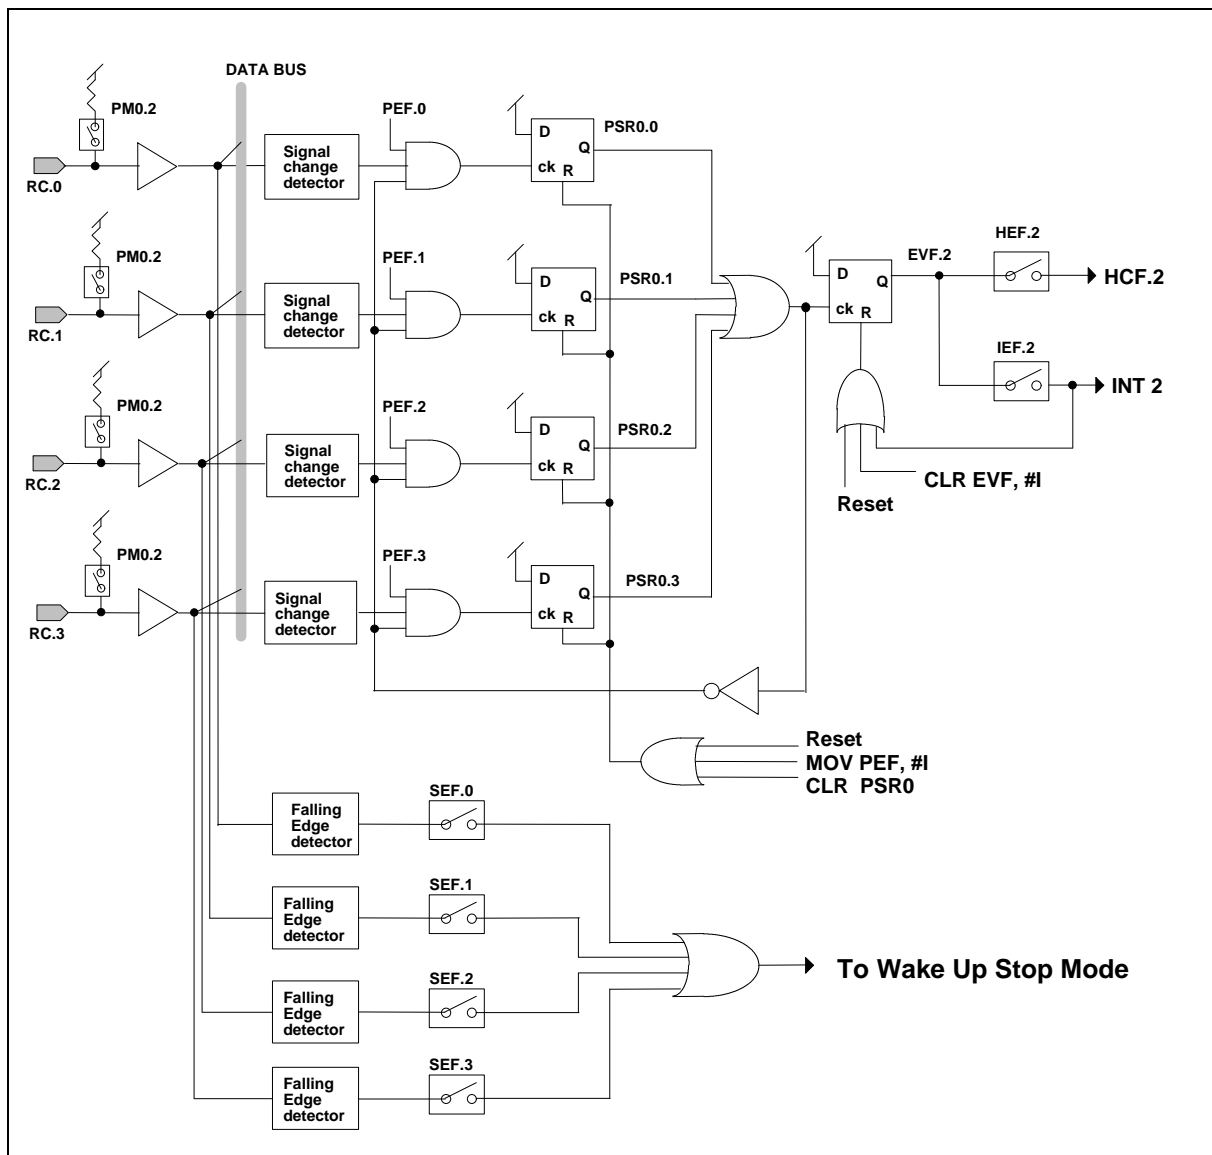 DATA BUS
PM0.2
RC.0
Signal
change
detector
PEF.0
D
Q
ck
R
PSR0.0
PM0.2
RC.1
Signal
change
detector
PEF.1
D
Q
ck
R
PSR0.1
PM0.2
RC.2
Signal
change
detector
PEF.2
D
Q
ck
R
PSR0.2
PM0.2
RC.3
Signal
change
detector
PEF.3
D
Q
ck
R
PSR0.3
D
Q
ck
R
EVF.2
HEF.2
HCF.2
IEF.2
INT 2
CLR EVF, #I
Reset
Reset
MOV PEF, #I
CLR PSR0
Falling
Edge
detector
SEF.0
Falling
Edge
detector
SEF.1
Falling
Edge
detector
SEF.2
Falling
Edge
detector
SEF.3
To Wake Up Stop Mode